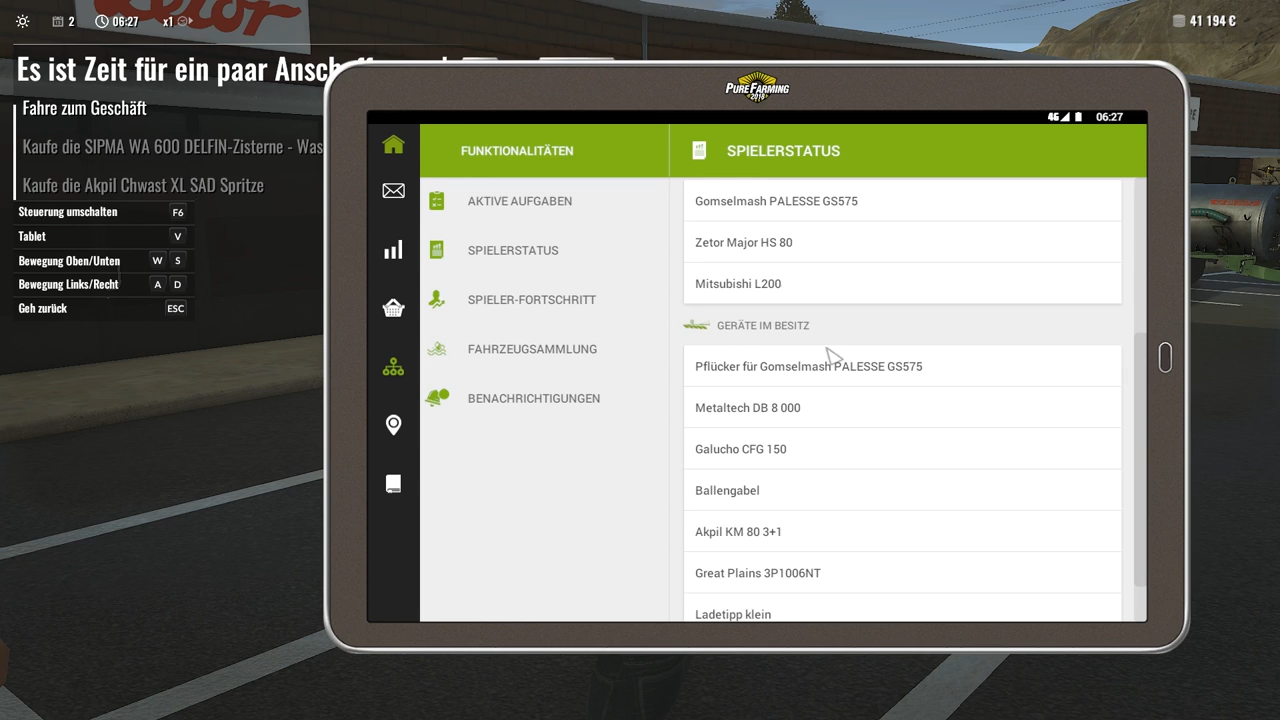 2
06:27
x1
41 194 €
Es ist Zeit für ein paar
Fahre zum Geschäft
Kaufe die SIPMA WA 600 DELFIN-Zisterne - Was
Kaufe die Akpil Chwast XL SAD Spritze
Steuerung umschalten F6
Tablet V
Bewegung Oben/Unten W S
Bewegung Links/Recht A D
Geh zurück ESC
PURE FARMING
2018
4G 06:27
FUNKTIONALITÄTEN
AKTIVE AUFGABEN
SPIELERSTATUS
SPIELER-FORTSCHRITT
FAHRZEUGSAMMLUNG
BENACHRICHTIGUNGEN
SPIELERSTATUS
Gomselmash PALESSE GS575
Zetor Major HS 80
Mitsubishi L200
GERÄTE IM BESITZ
Pflücker für Gomselmash PALESSE GS575
Metaltech DB 8 000
Galucho CFG 150
Ballengabel
Akpil KM 80 3+1
Great Plains 3P1006NT
Ladetipp klein